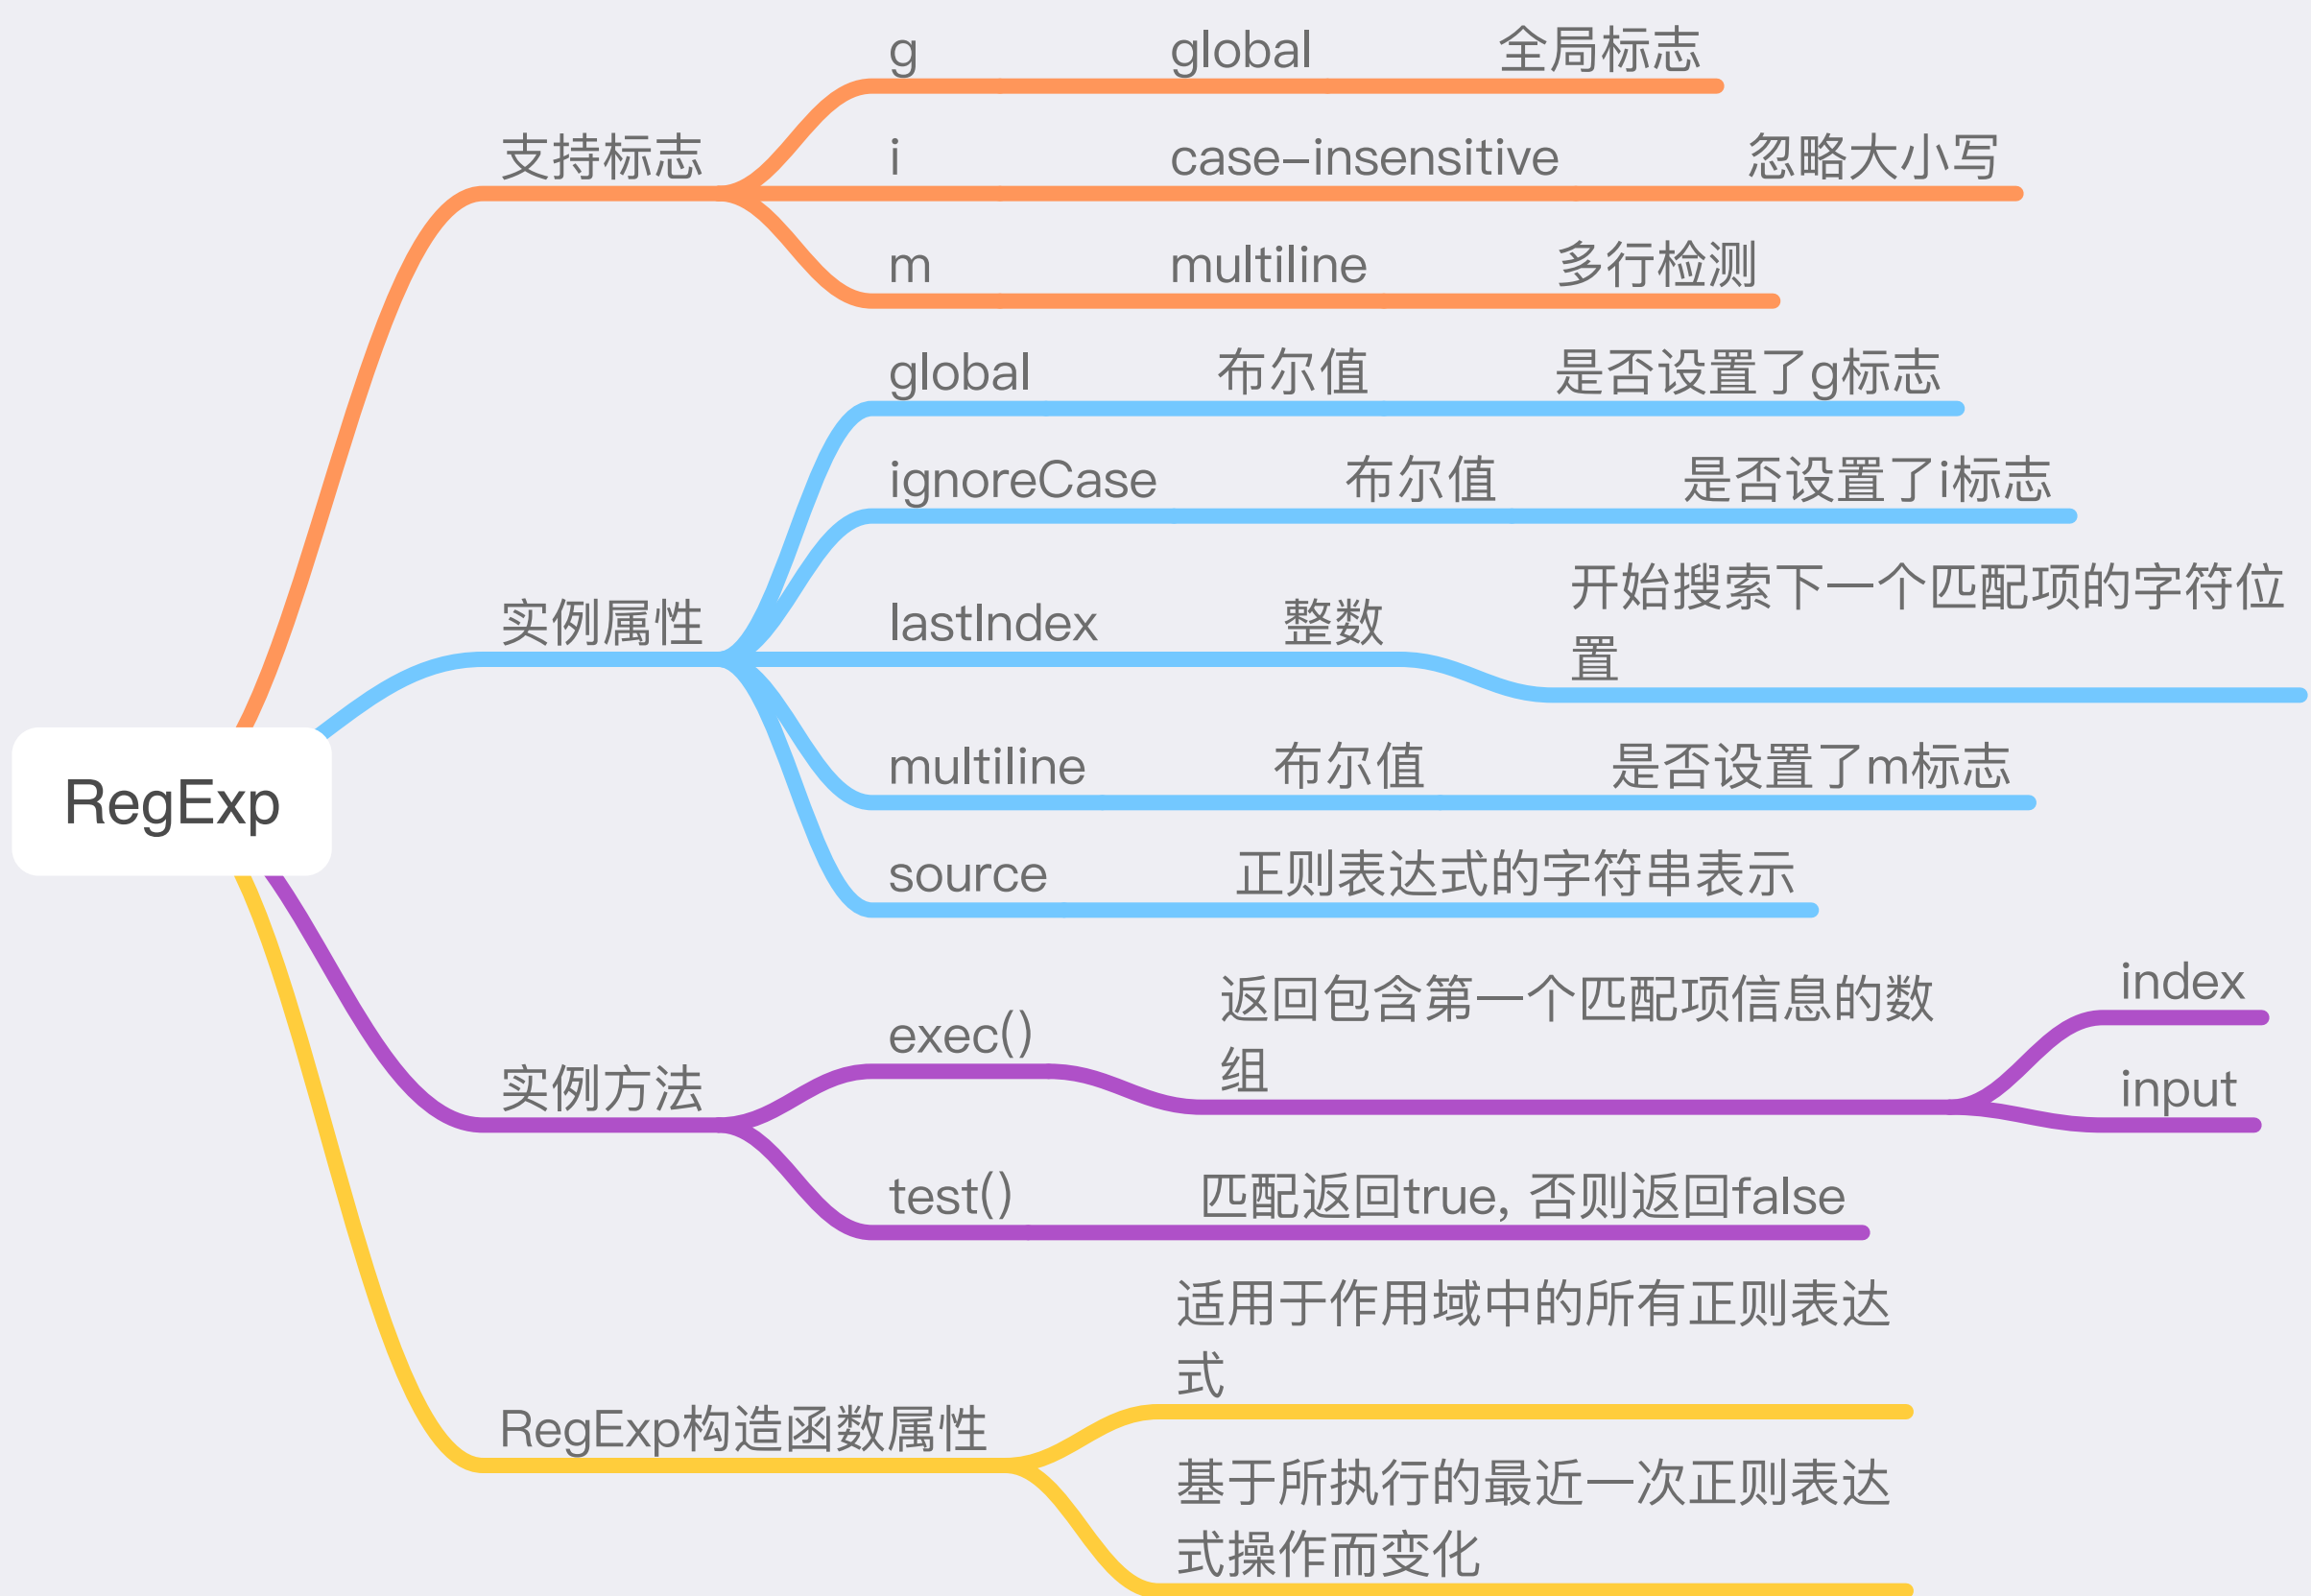 RegExp
支持标志
g
global
全局标志
i
case-insensitive
忽略大小写
m
multiline
多行检测
实例属性
global
布尔值
是否设置了g标志
ignoreCase
布尔值
是否设置了i标志
lastIndex
整数
开始搜索下一个匹配项的字符位
置
multiline
布尔值
是否设置了m标志
source
正则表达式的字符串表示
实例方法
exec()
返回包含第一个匹配项信息的数
组
index
input
test()
匹配返回true, 否则返回false
RegExp构造函数属性
适用于作用域中的所有正则表达
式
基于所执行的最近一次正则表达
式操作而变化